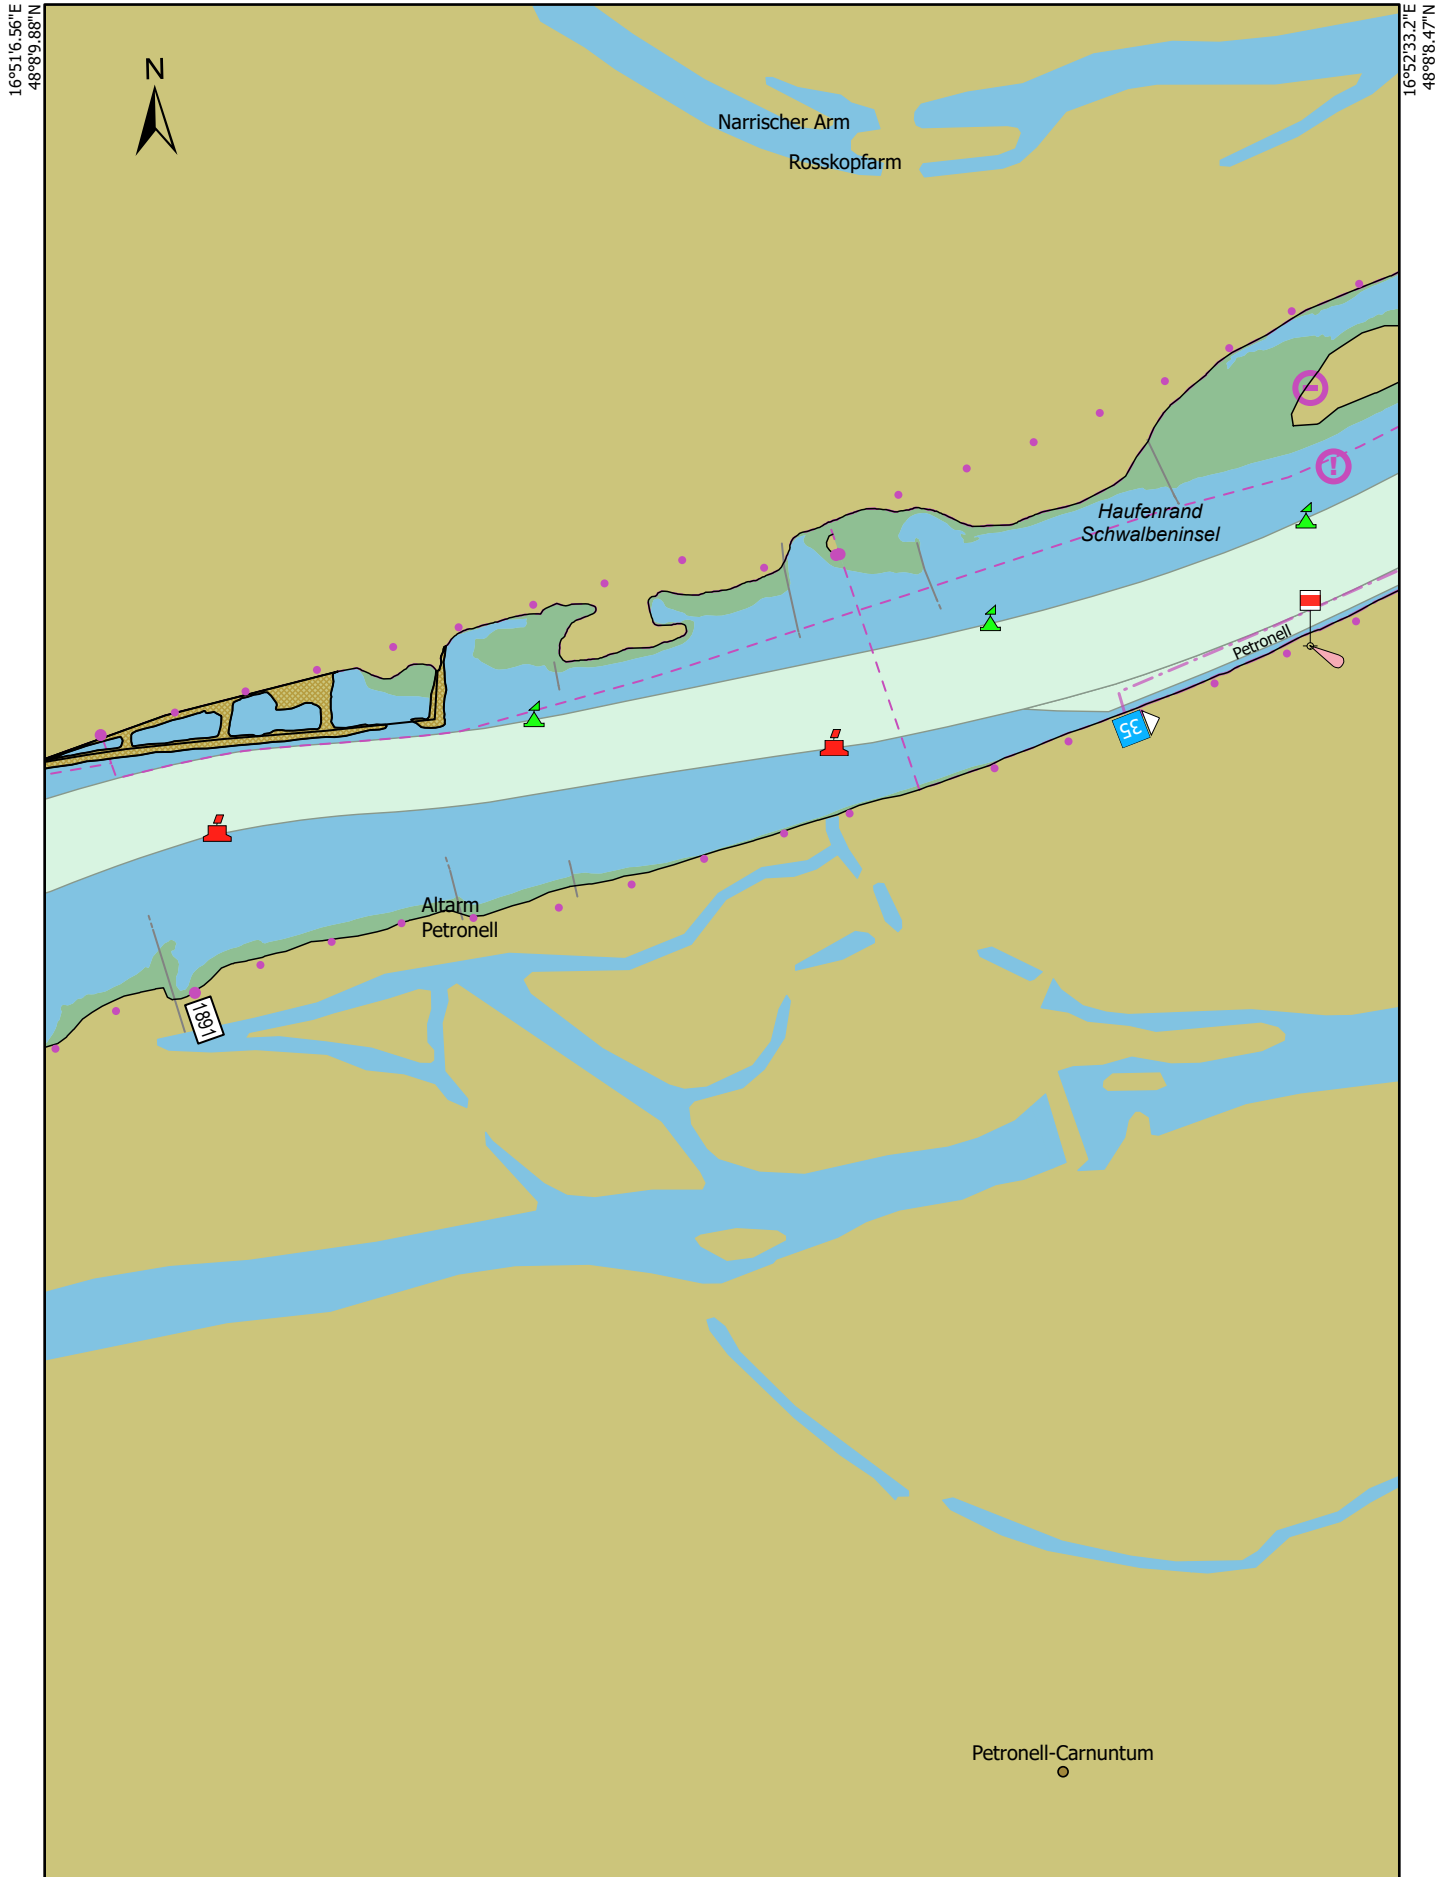 16°51'6.56"E
48°8'9.88"N
16°52'33.2"E
48°8'8.47"N
N
Narrischer Arm
Rosskopfarm
Haufenrand
Schwalbeninsel
Petronell
35
Altarm
Petronell
1891
Petronell-Carnuntum